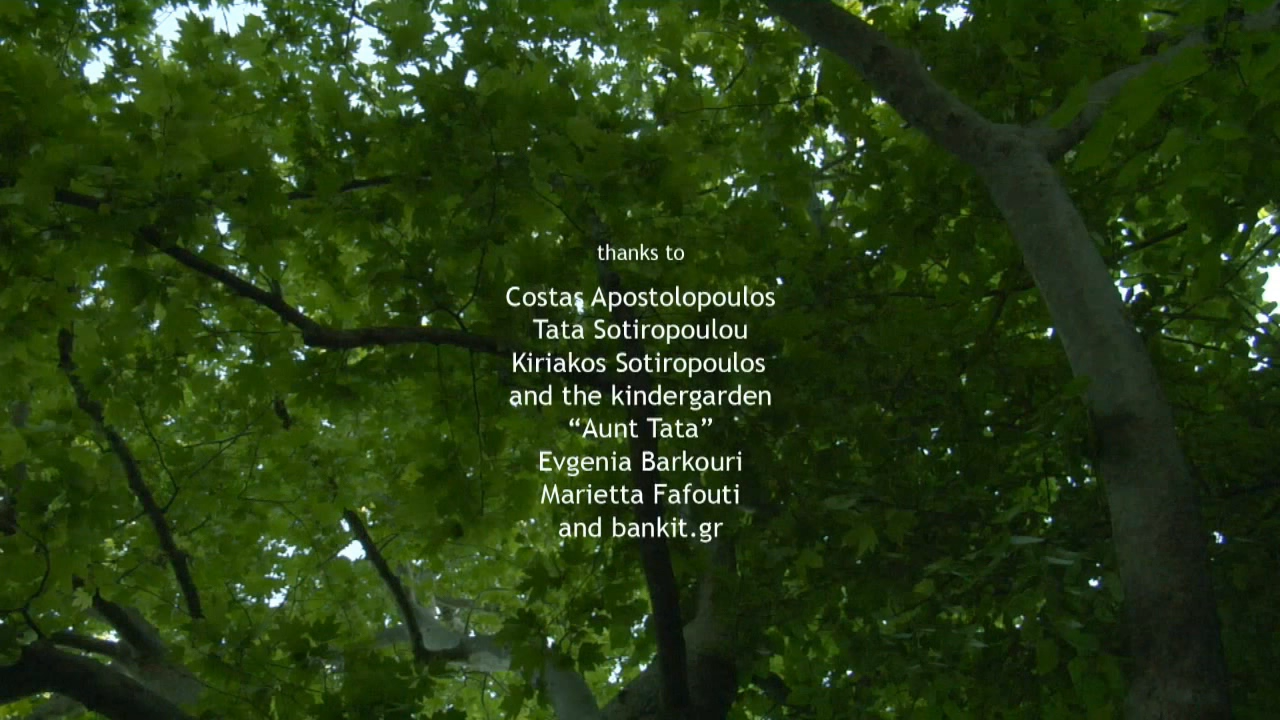 thanks to
Costas Apostolopoulos
Tata Sotiropoulou
Kiriakos Sotiropoulos
and the kindergarden
“Aunt Tata”
Evgenia Barkouri
Marietta Fafouti
and bankit.gr